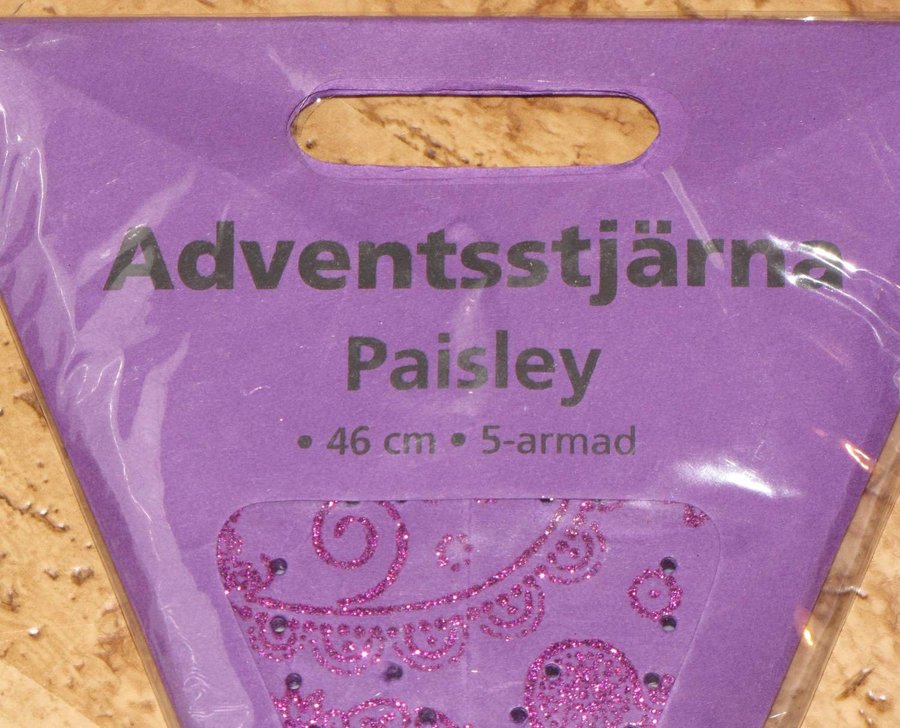 Adventsstjärna
Paisley
• 46 cm • 5-armad